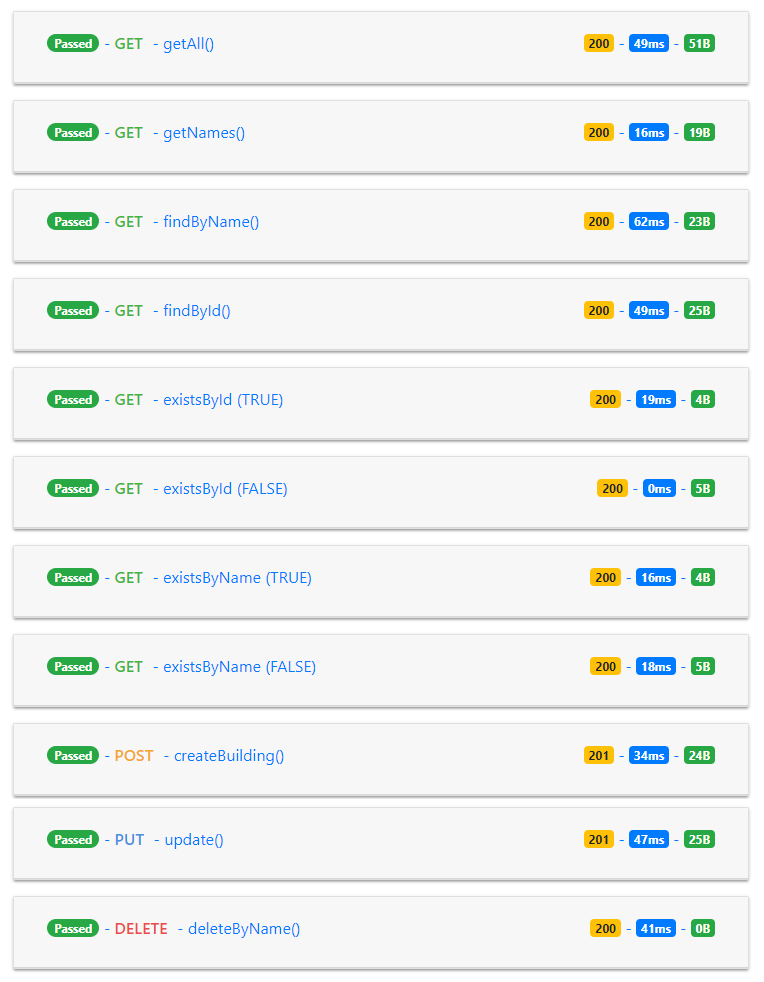 Passed - GET - getAll() 200 - 49ms - 51B
Passed - GET - getNames() 200 - 16ms - 19B
Passed - GET - findByName() 200 - 62ms - 23B
Passed - GET - findById() 200 - 49ms - 25B
Passed - GET - existsById (TRUE) 200 - 19ms - 4B
Passed - GET - existsById (FALSE) 200 - 0ms - 5B
Passed - GET - existsByName (TRUE) 200 - 16ms - 4B
Passed - GET - existsByName (FALSE) 200 - 18ms - 5B
Passed - POST - createBuilding() 201 - 34ms - 24B
Passed - PUT - update() 201 - 47ms - 25B
Passed - DELETE - deleteByName() 200 - 41ms - 0B